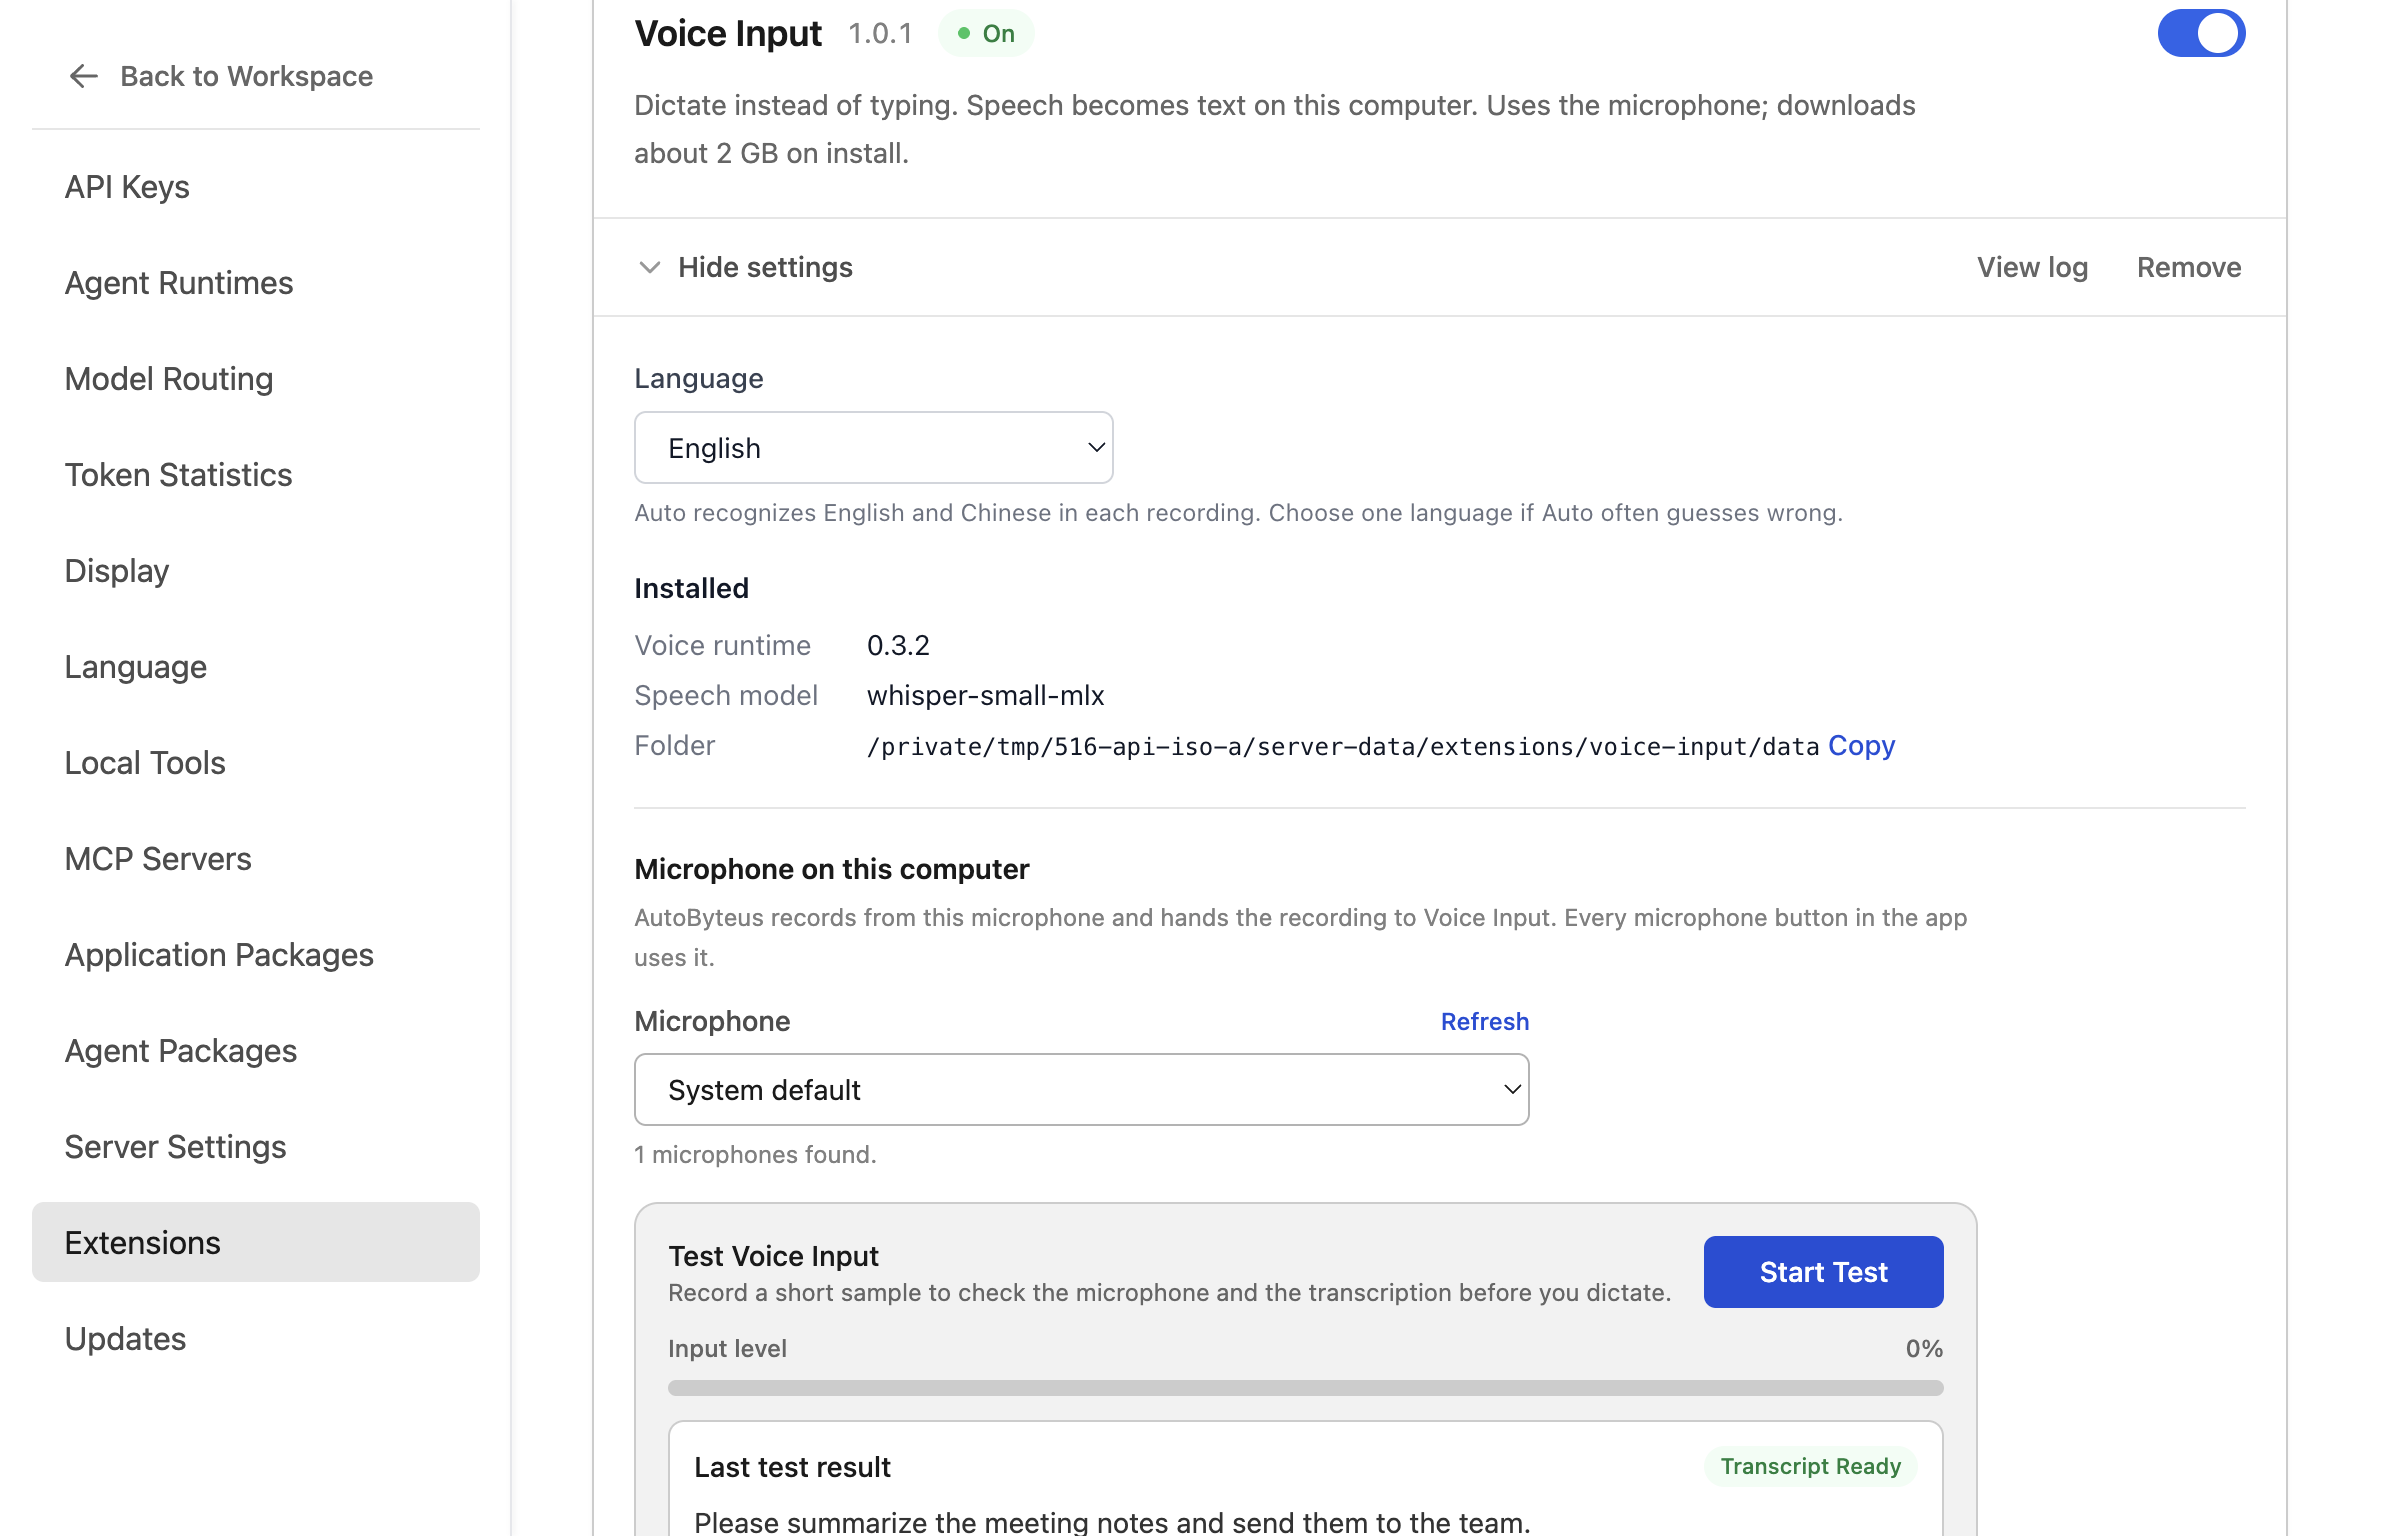 Back to Workspace
API Keys
Agent Runtimes
Model Routing
Token Statistics
Display
Language
Local Tools
MCP Servers
Application Packages
Agent Packages
Server Settings
Extensions
Updates
Voice Input 1.0.1 On
Dictate instead of typing. Speech becomes text on this computer. Uses the microphone; downloads
about 2 GB on install.
Hide settings View log Remove
Language
English
Auto recognizes English and Chinese in each recording. Choose one language if Auto often guesses wrong.
Installed
Voice runtime 0.3.2
Speech model whisper-small-mlx
Folder /private/tmp/516-api-iso-a/server-data/extensions/voice-input/data Copy
Microphone on this computer
AutoByteus records from this microphone and hands the recording to Voice Input. Every microphone button in the app
uses it.
Microphone Refresh
System default
1 microphones found.
Test Voice Input
Start Test
Record a short sample to check the microphone and the transcription before you dictate.
Input level 0%
Last test result Transcript Ready
Please summarize the meeting notes and send them to the team.